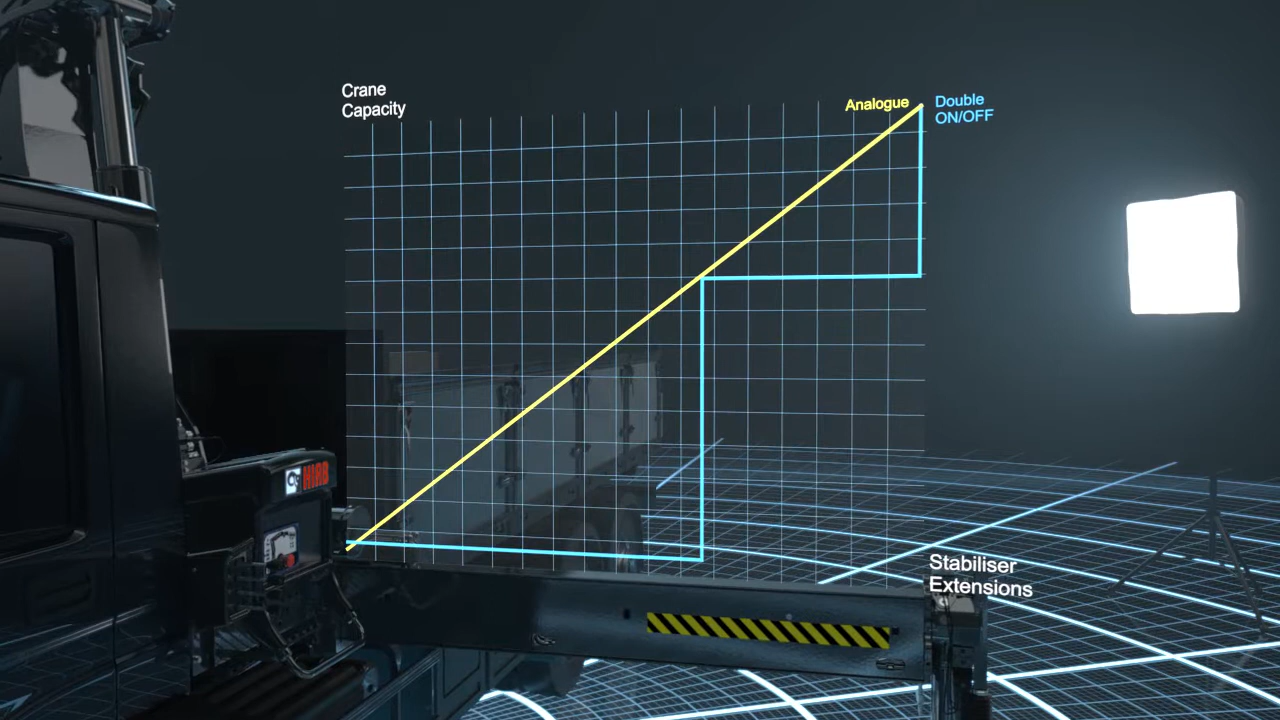 Crane
Capacity
Analogue
Double
ON/OFF
HIAB
Stabiliser
Extensions